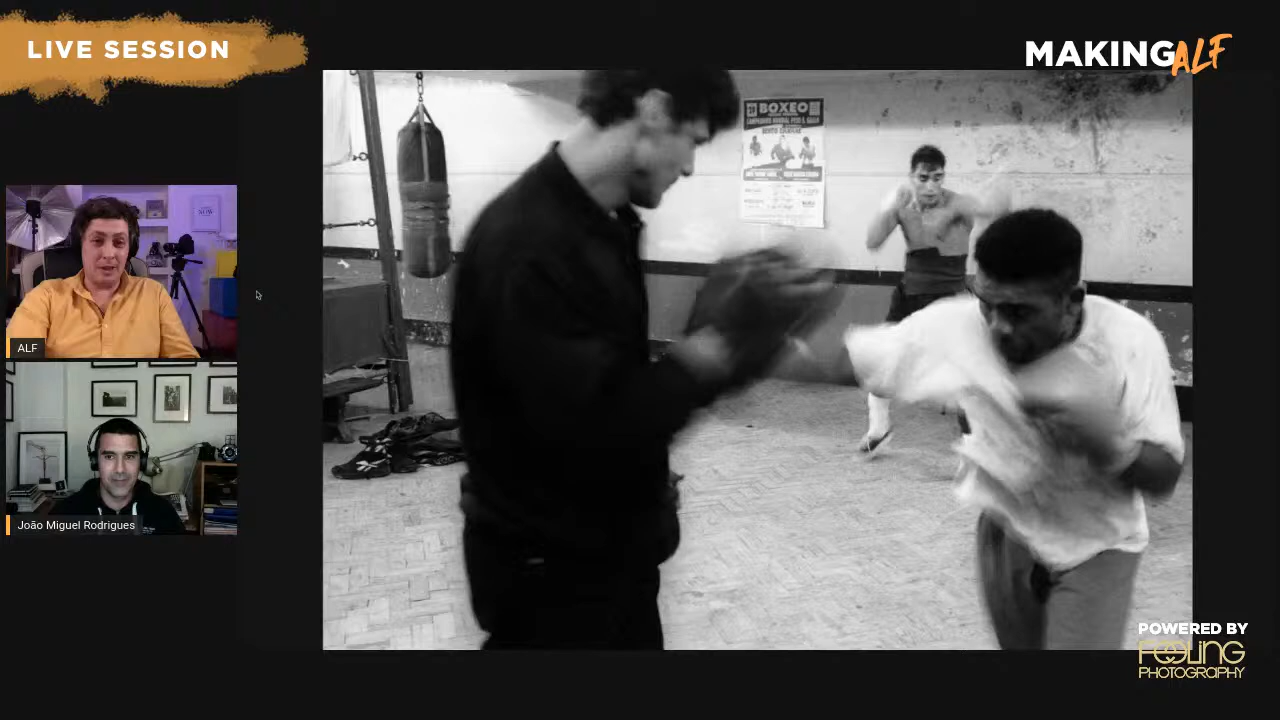 LIVE SESSION
MAKINGALF
BOXEO
ALF
João Miguel Rodrigues
POWERED BY
FEELING
PHOTOGRAPHY